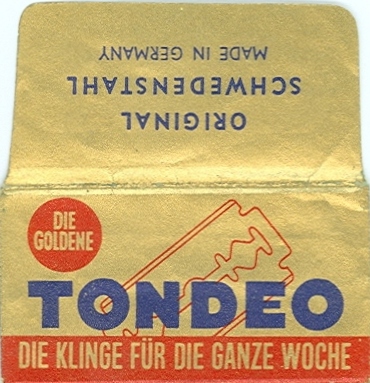 ORIGINAL
SCHWEDENSTAHL
MADE IN GERMANY
DIE
GOLDENE
TONDEO
DIE KLINGE FÜR DIE GANZE WOCHE